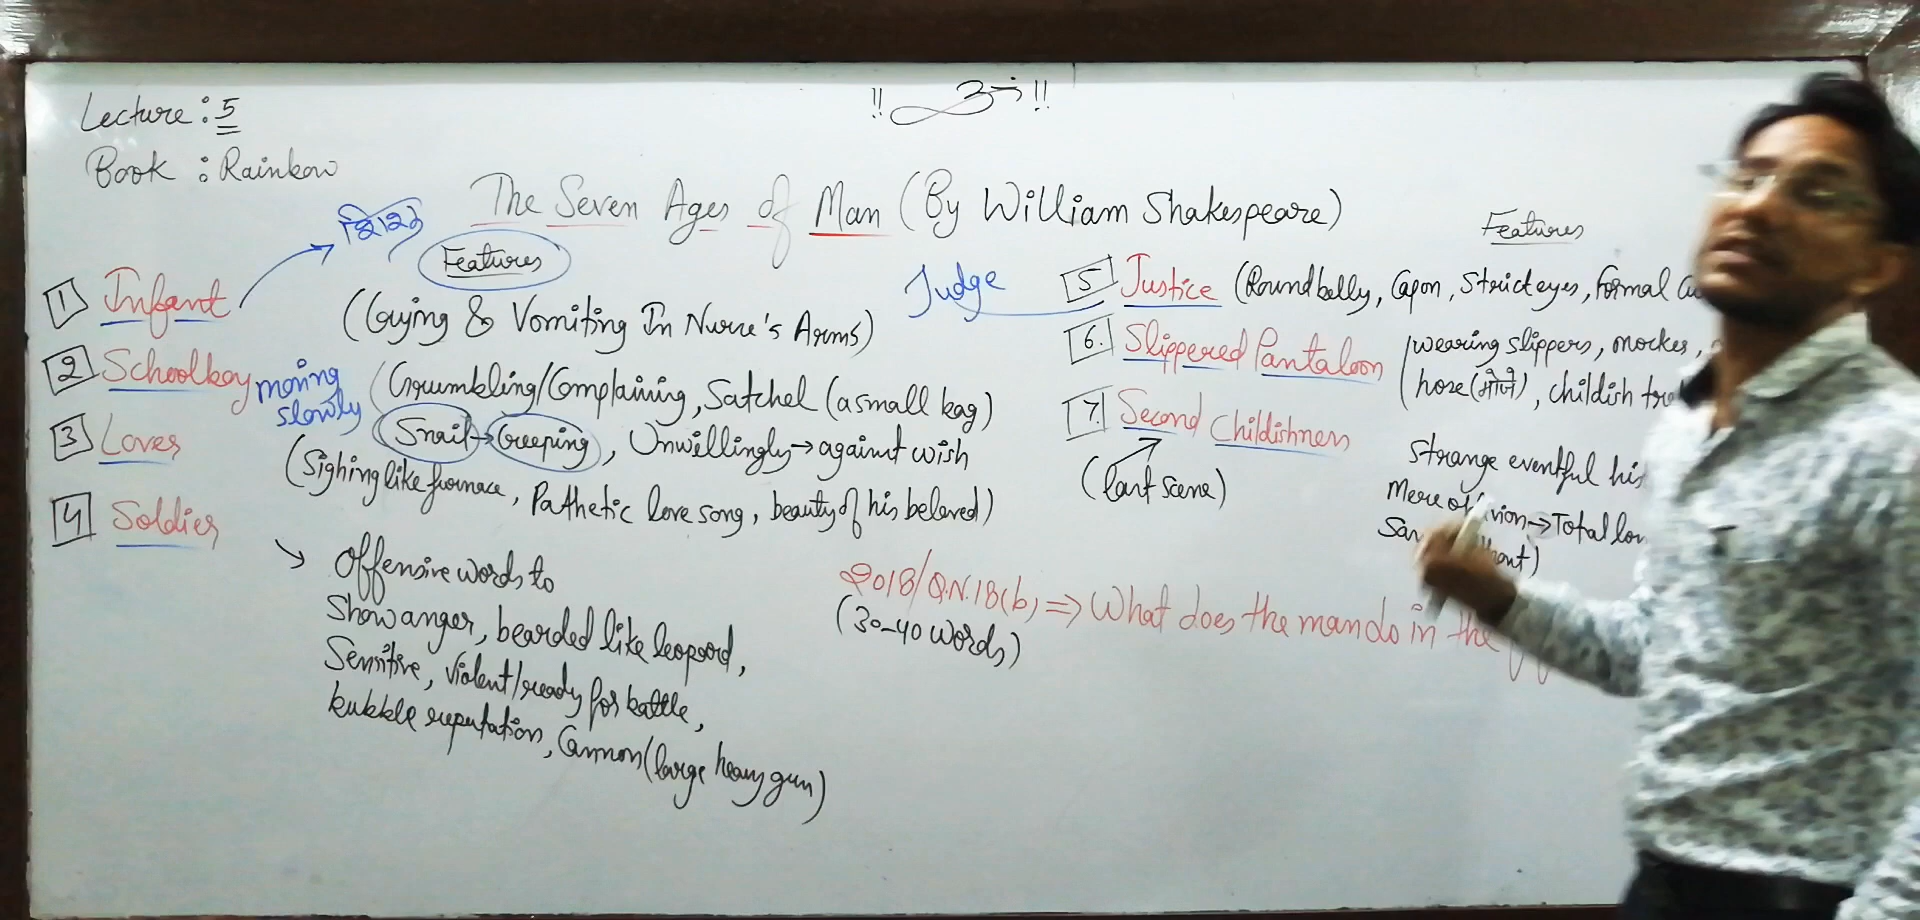 !! ॐ !!
Lecture : 5
Book : Rainbow
The Seven Ages of Man (By William Shakespeare)
शिशु
Features
1 Infant
(Crying & Vomiting In Nurse's Arms)
2 Schoolboy
moving
slowly
(Grumbling/Complaining, Satchel (a small bag)
Snail → Creeping, Unwillingly → against wish
3 Lover
(Sighing like furnace, Pathetic love song, beauty of his beloved)
4 Soldier
→ Offensive words to
Show anger, bearded like leopard,
Sensitive, Violent/ready for battle,
bubble reputation, Cannon (large heavy gun)
Features
Judge
5 Justice (Round belly, Capon, Strict eyes, Formal
6. Slippered Pantaloon
(wearing slippers, mockes,
hose (मोजे), childish
7. Second Childishness
(last scene)
Strange eventful
Mere → Total
2018/Q.N.18(b) => What does the man do in the
(30-40 words)